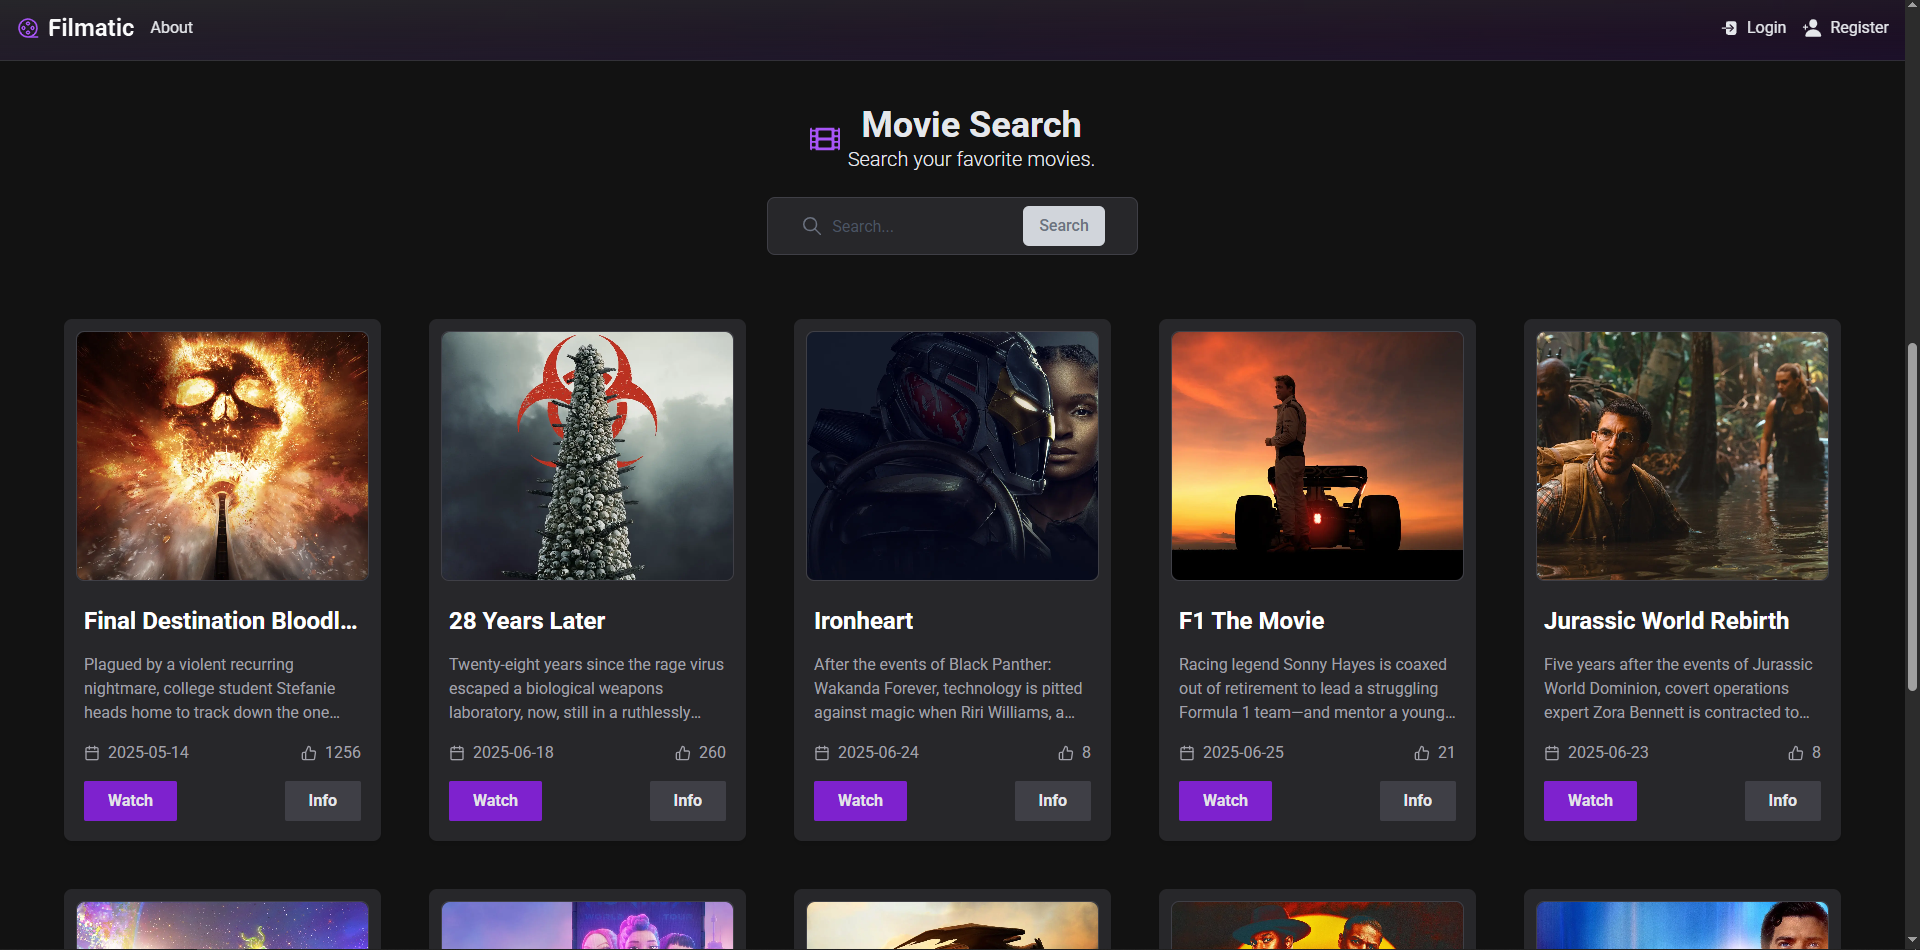 Filmatic About Login Register
Movie Search
Search your favorite movies.
Search... Search
Final Destination Bloodl...
Plagued by a violent recurring
nightmare, college student Stefanie
heads home to track down the one...
2025-05-14 1256
Watch Info
28 Years Later
Twenty-eight years since the rage virus
escaped a biological weapons
laboratory, now, still in a ruthlessly...
2025-06-18 260
Watch Info
Ironheart
After the events of Black Panther:
Wakanda Forever, technology is pitted
against magic when Riri Williams, a...
2025-06-24 8
Watch Info
F1 The Movie
Racing legend Sonny Hayes is coaxed
out of retirement to lead a struggling
Formula 1 team—and mentor a young...
2025-06-25 21
Watch Info
Jurassic World Rebirth
Five years after the events of Jurassic
World Dominion, covert operations
expert Zora Bennett is contracted to...
2025-06-23 8
Watch Info